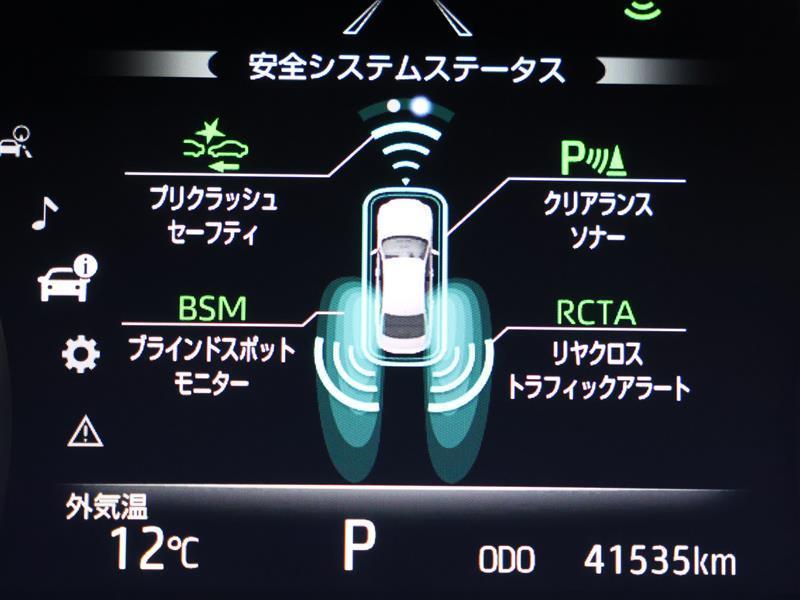 安全システムステータス
プリクラッシュ
セーフティ
P
クリアランス
ソナー
BSM
ブラインドスポット
モニター
RCTA
リヤクロス
トラフィックアラート
外気温
12℃
P
ODO 41535km